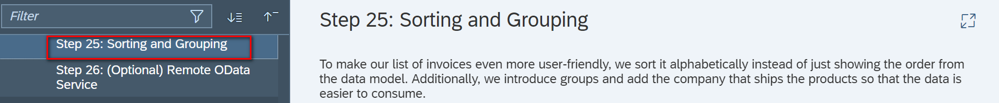 Filter
Step 25: Sorting and Grouping
Step 26: (Optional) Remote OData
Service
Step 25: Sorting and Grouping
To make our list of invoices even more user-friendly, we sort it alphabetically instead of just showing the order from
the data model. Additionally, we introduce groups and add the company that ships the products so that the data is
easier to consume.